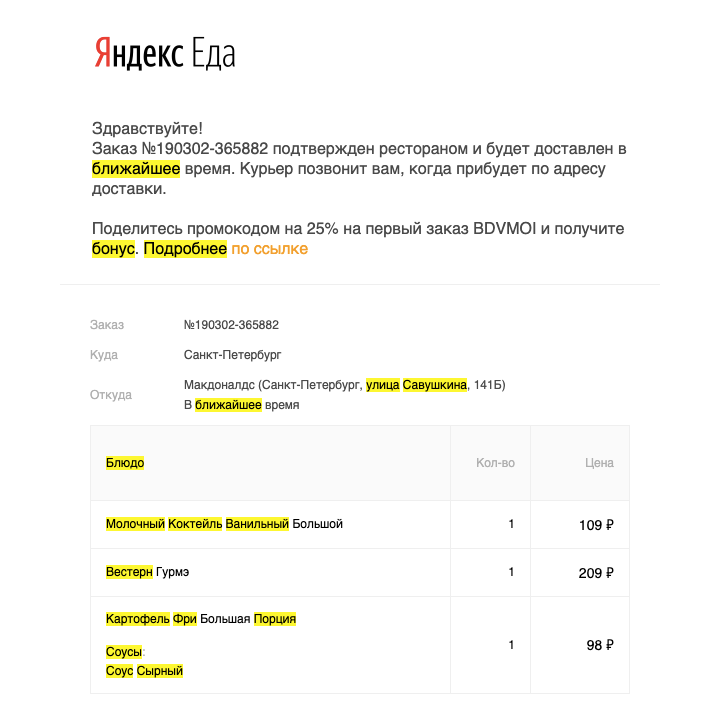 Яндекс Еда
Здравствуйте!
Заказ №190302-365882 подтвержден рестораном и будет доставлен в
ближайшее время. Курьер позвонит вам, когда прибудет по адресу
доставки.
Поделитесь промокодом на 25% на первый заказ BDVMOI и получите
бонус. Подробнее по ссылке
Заказ №190302-365882
Куда Санкт-Петербург
Откуда Макдоналдс (Санкт-Петербург, улица Савушкина, 141Б)
В ближайшее время
Блюдо Кол-во Цена
Молочный Коктейль Ванильный Большой 1 109 ₽
Вестерн Гурмэ 1 209 ₽
Картофель Фри Большая Порция
Соусы: 1 98 ₽
Соус Сырный